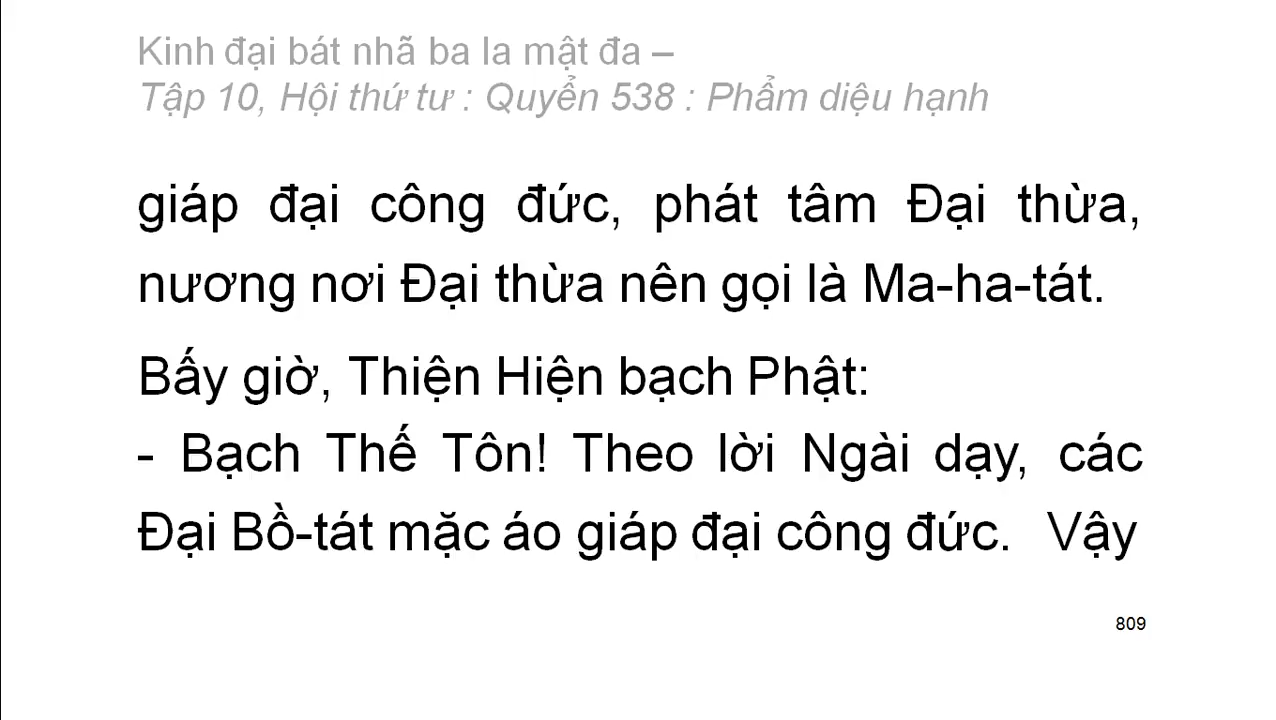 Kinh đại bát nhã ba la mật đa –
Tập 10, Hội thứ tư : Quyển 538 : Phẩm diệu hạnh
giáp đại công đức, phát tâm Đại thừa,
nương nơi Đại thừa nên gọi là Ma-ha-tát.
Bấy giờ, Thiện Hiện bạch Phật:
- Bạch Thế Tôn! Theo lời Ngài dạy, các
Đại Bồ-tát mặc áo giáp đại công đức. Vậy
809